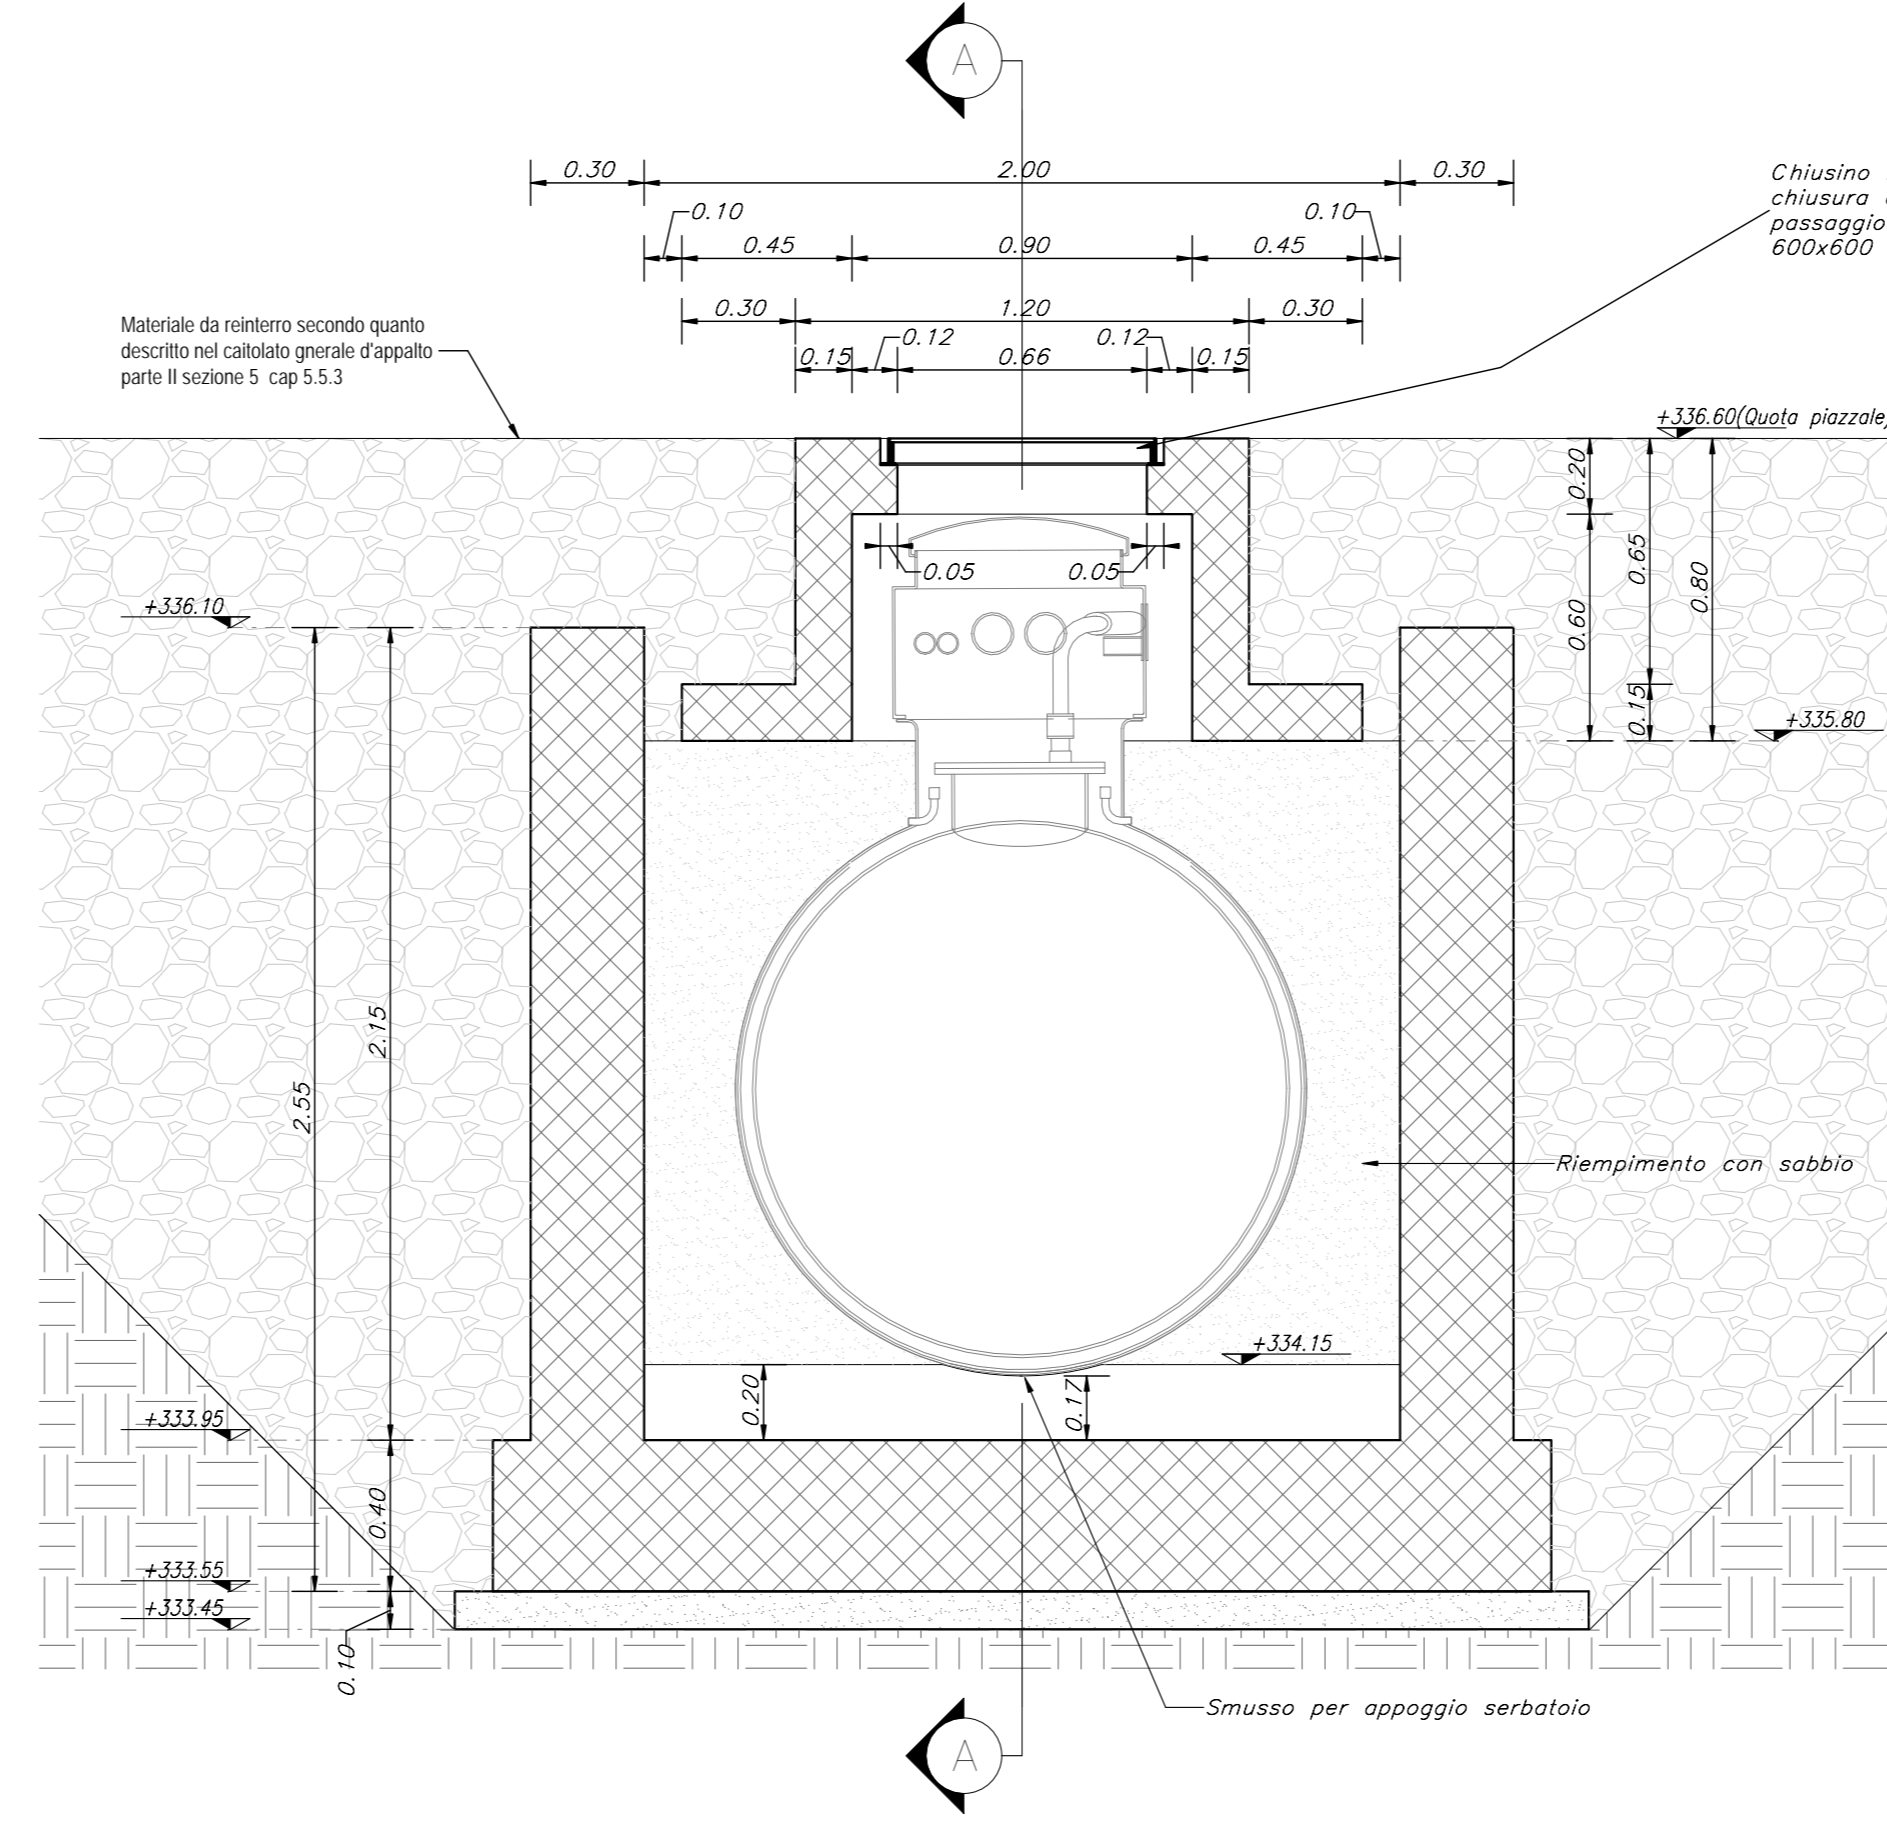 A
0.30 2.00 0.30
0.10 0.10
0.45 0.90 0.45
0.30 1.20 0.30
0.12 0.12
0.15 0.66 0.15
Chiusino
chiusura
passaggio
600x600
Materiale da reinterro secondo quanto
descritto nel caitolato gnerale d'appalto
parte II sezione 5 cap 5.5.3
+336.60(Quota piazzale)
0.20
0.65
0.80
0.60
0.15
0.05 0.05
+336.10
+335.80
2.15
2.55
Riempimento con sabbio
+334.15
0.20
0.17
+333.95
0.40
+333.55
+333.45
0.10
Smusso per appoggio serbatoio
A